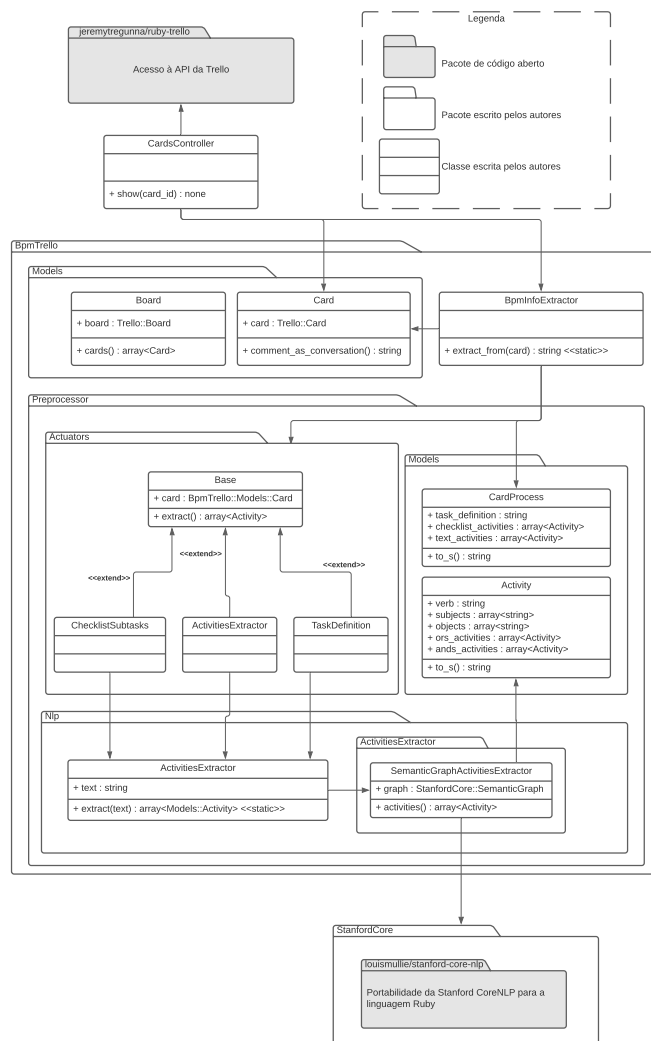 jeremytregunna/ruby-trello
Acesso à API da Trello
Legenda
Pacote de código aberto
Pacote escrito pelos autores
Classe escrita pelos autores
CardsController
+ show(card_id) : none
BpmTrello
Models
Board
+ board : Trello::Board
+ cards() : array<Card>
Card
+ card : Trello::Card
+ comment_as_conversation() : string
BpmInfoExtractor
+ extract_from(card) : string <<static>>
Preprocessor
Actuators
Base
+ card : BpmTrello::Models::Card
+ extract() : array<Activity>
<<extend>>
<<extend>>
<<extend>>
ChecklistSubtasks
ActivitiesExtractor
TaskDefinition
Models
CardProcess
+ task_definition : string
+ checklist_activities : array<Activity>
+ text_activities : array<Activity>
+ to_s() : string
Activity
+ verb : string
+ subjects : array<string>
+ objects : array<string>
+ ors_activities : array<Activity>
+ ands_activities : array<Activity>
+ to_s() : string
Nlp
ActivitiesExtractor
+ text : string
+ extract(text) : array<Models::Activity> <<static>>
ActivitiesExtractor
SemanticGraphActivitiesExtractor
+ graph : StanfordCore::SemanticGraph
+ activities() : array<Activity>
StanfordCore
louismullie/stanford-core-nlp
Portabilidade da Stanford CoreNLP para a
linguagem Ruby